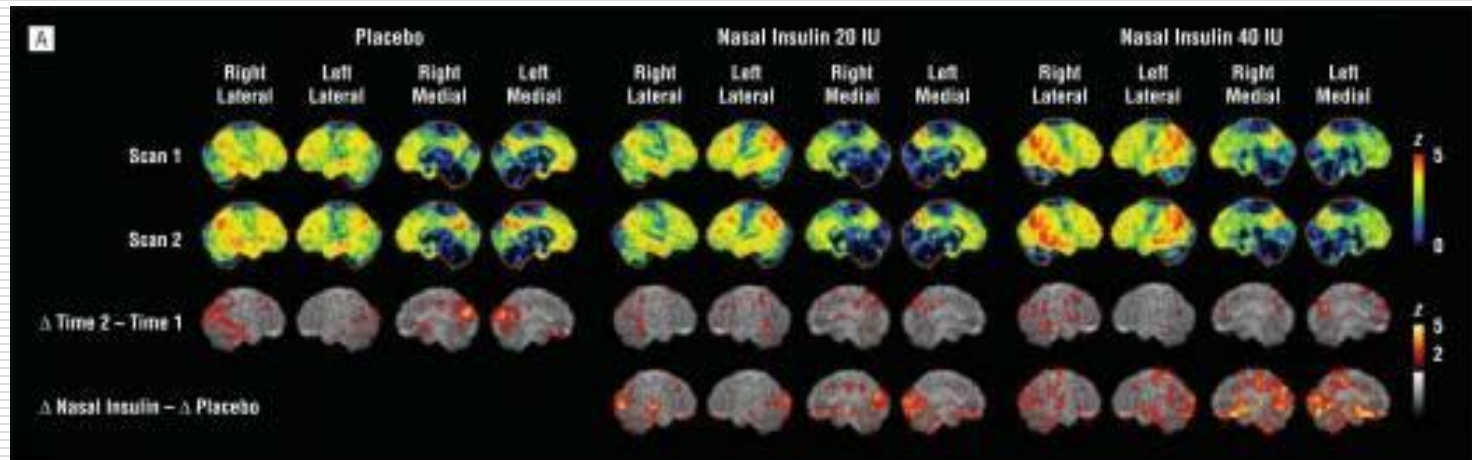 A
Placebo Nasal Insulin 20 IU Nasal Insulin 40 IU
Right Lateral Left Lateral Right Medial Left Medial Right Lateral Left Lateral Right Medial Left Medial Right Lateral Left Lateral Right Medial Left Medial
Scan 1
z 5
0
Scan 2
Δ Time 2 – Time 1
z 5
2
Δ Nasal Insulin – Δ Placebo